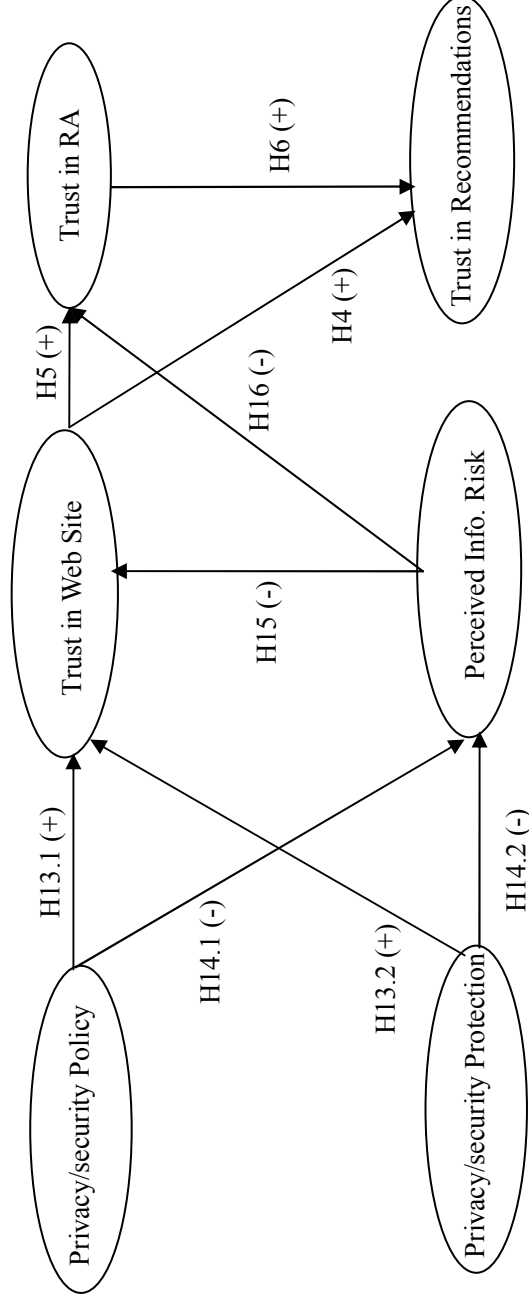 Privacy/security Policy
H13.1 (+)
Trust in Web Site
H5 (+)
Trust in RA
H14.1 (-)
H13.2 (+)
H15 (-)
H16 (-)
H4 (+)
H6 (+)
Privacy/security Protection
H14.2 (-)
Perceived Info. Risk
Trust in Recommendations